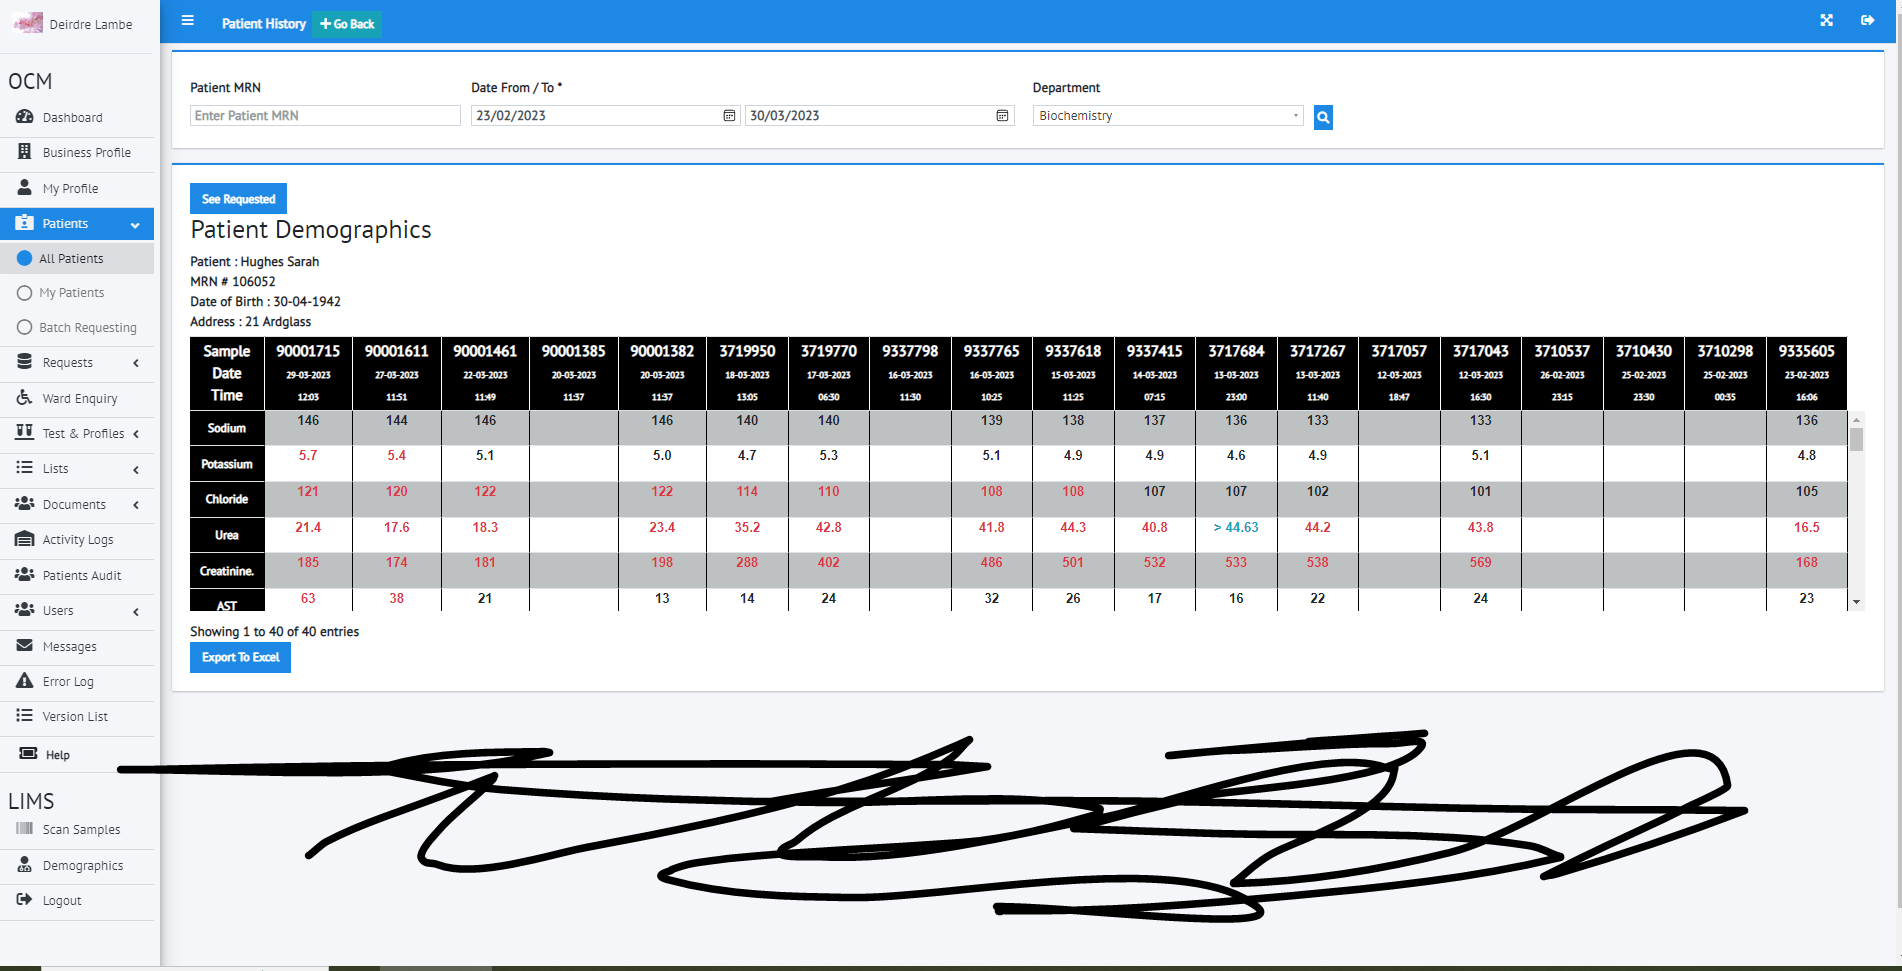 Deirdre Lambe
Patient History
Go Back
OCM
Dashboard
Business Profile
My Profile
Patients
All Patients
My Patients
Batch Requesting
Requests
Ward Enquiry
Test & Profiles
Lists
Documents
Activity Logs
Patients Audit
Users
Messages
Error Log
Version List
Help
LIMS
Scan Samples
Demographics
Logout
Patient MRN
Date From / To *
Department
Enter Patient MRN
23/02/2023
30/03/2023
Biochemistry
See Requested
Patient Demographics
Patient : Hughes Sarah
MRN # 106052
Date of Birth : 30-04-1942
Address : 21 Ardglass
Sample 90001715 90001611 90001461 90001385 90001382 3719950 3719770 9337798 9337765 9337618 9337415 3717684 3717267 3717057 3717043 3710537 3710430 3710298 9335605
Date 29-03-2023 27-03-2023 22-03-2023 20-03-2023 20-03-2023 18-03-2023 17-03-2023 16-03-2023 16-03-2023 15-03-2023 14-03-2023 13-03-2023 13-03-2023 12-03-2023 12-03-2023 26-02-2023 25-02-2023 25-02-2023 23-02-2023
Time 12:03 11:51 11:49 11:37 11:37 13:05 06:30 11:30 10:25 11:25 07:15 23:00 11:40 18:47 16:30 23:15 23:30 00:35 16:06
Sodium 146 144 146 146 140 140 139 138 137 136 133 133 136
Potassium 5.7 5.4 5.1 5.0 4.7 5.3 5.1 4.9 4.9 4.6 4.9 5.1 4.8
Chloride 121 120 122 122 114 110 108 108 107 107 102 101 105
Urea 21.4 17.6 18.3 23.4 35.2 42.8 41.8 44.3 40.8 > 44.63 44.2 43.8 16.5
Creatinine. 185 174 181 198 288 402 486 501 532 533 538 569 168
AST 63 38 21 13 14 24 32 26 17 16 22 24 23
Showing 1 to 40 of 40 entries
Export To Excel